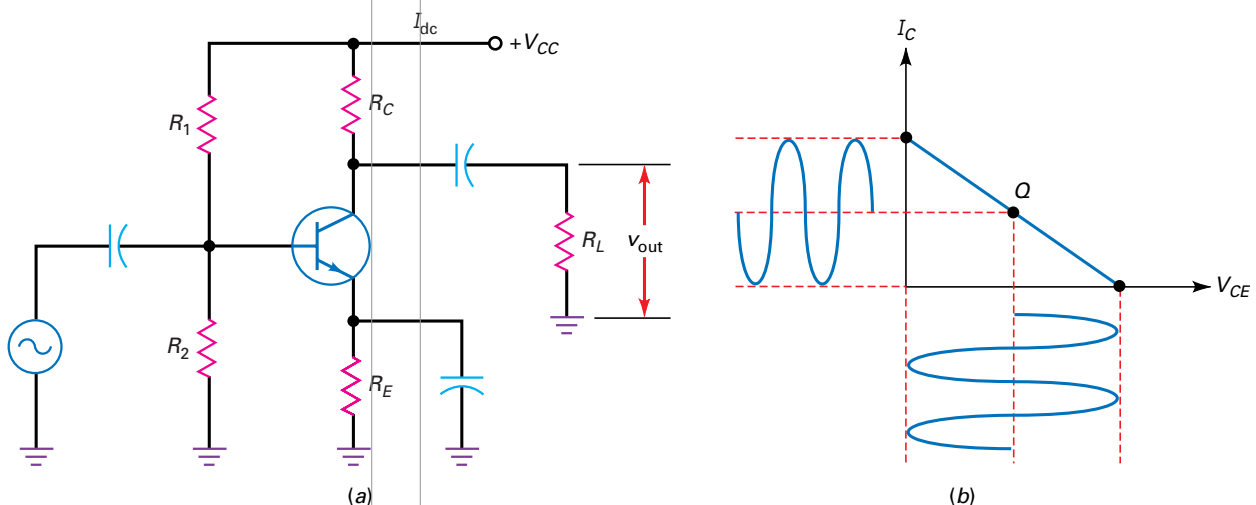 I_dc
+V_CC
R_1
R_C
R_2
R_E
R_L
v_out
(a)
I_C
Q
V_CE
(b)